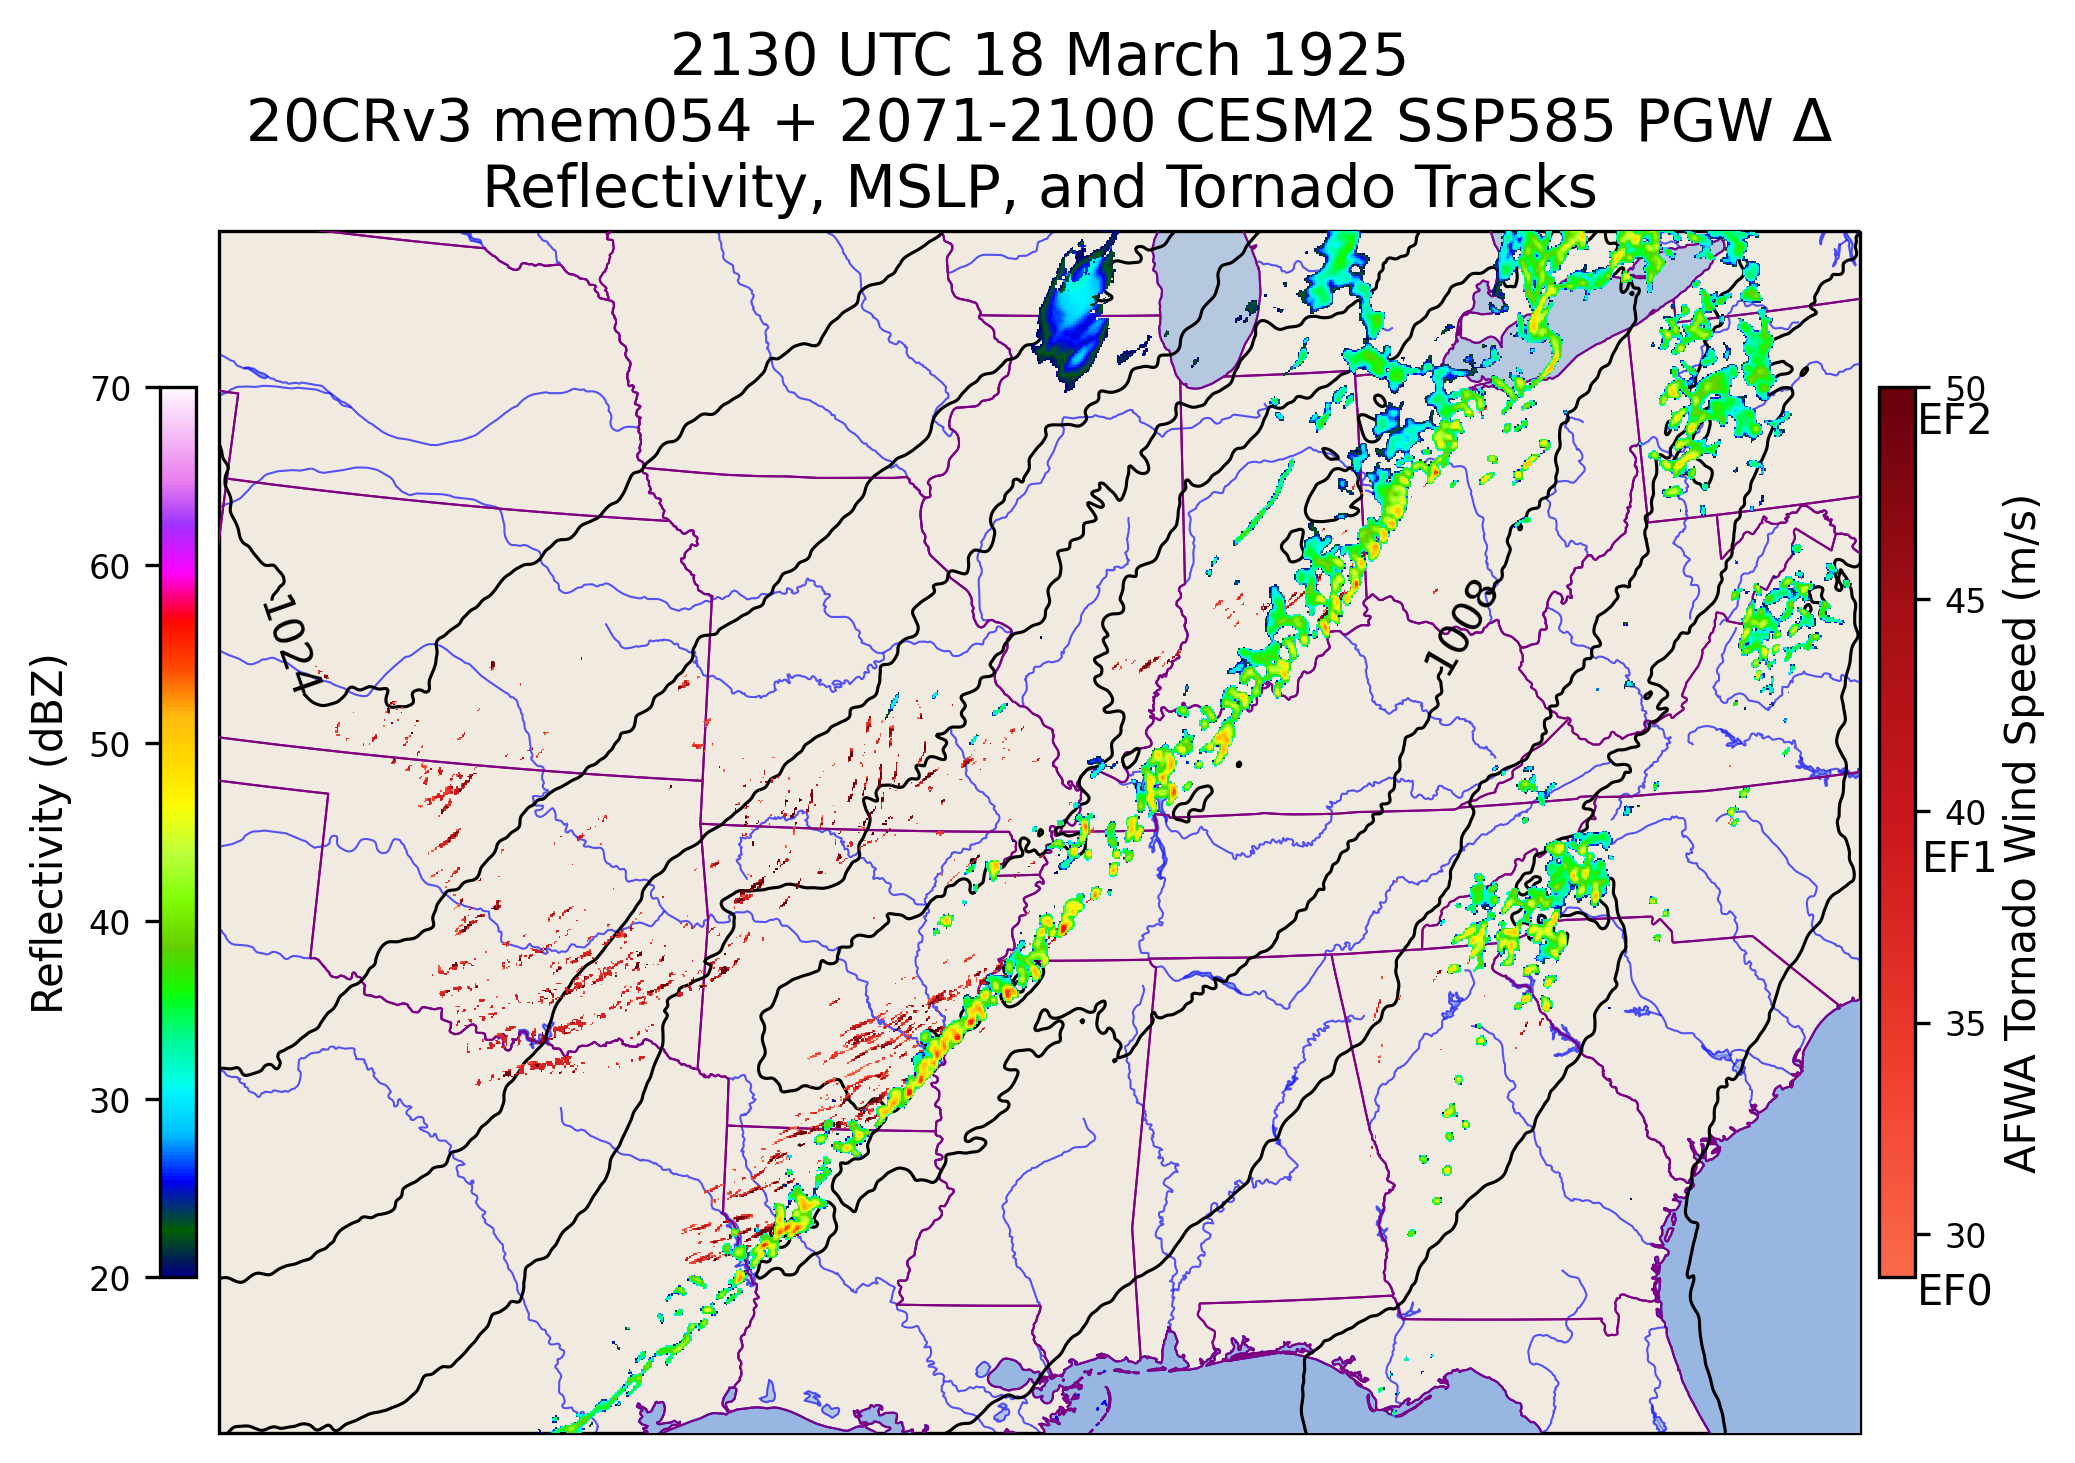 2130 UTC 18 March 1925
20CRv3 mem054 + 2071-2100 CESM2 SSP585 PGW Δ
Reflectivity, MSLP, and Tornado Tracks
70
60
50
40
30
20
Reflectivity (dBZ)
1024
1008
50
EF2
45
40
EF1
35
30
EF0
AFWA Tornado Wind Speed (m/s)